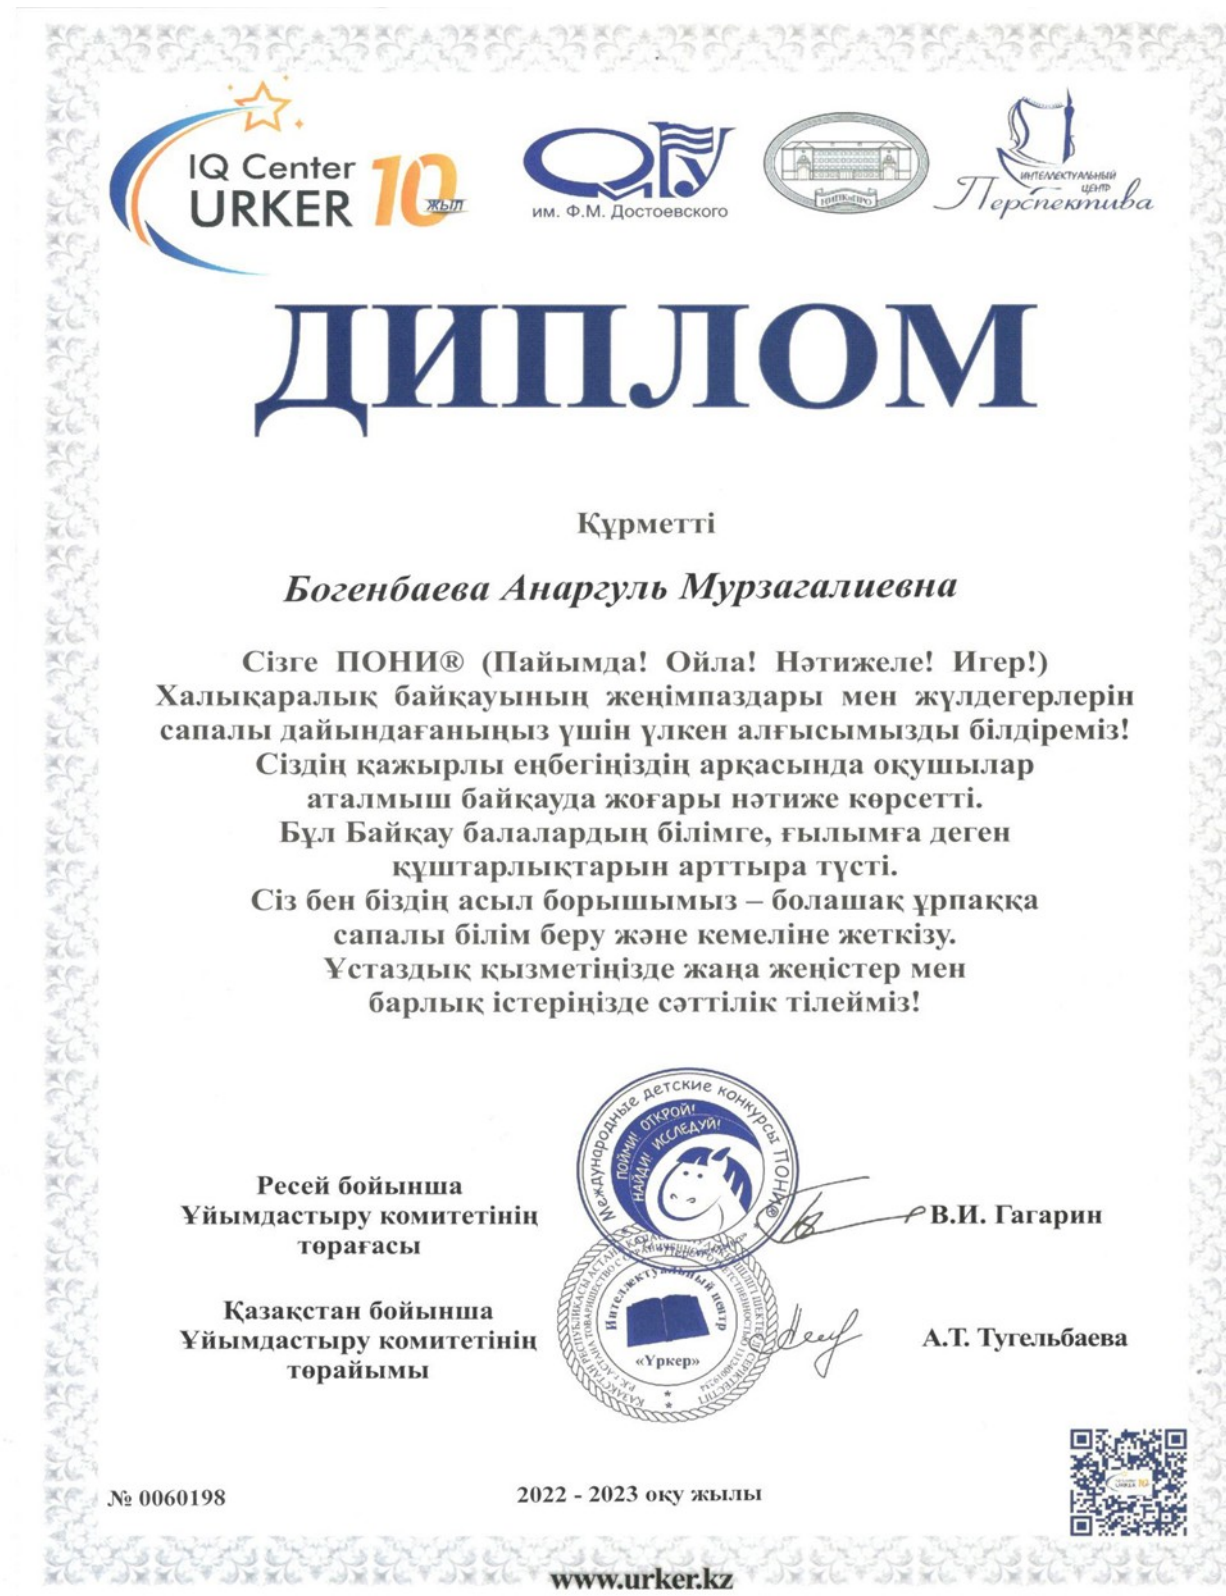 IQ Center
URKER 10 жыл
ОмГУ
им. Ф.М. Достоевского
НИПКиПРО
ИНТЕЛЛЕКТУАЛЬНЫЙ
ЦЕНТР
Перспектива
ДИПЛОМ
Құрметті
Богенбаева Анаргуль Мурзагалиевна
Сізге ПОНИ® (Пайымда! Ойла! Нәтижеле! Игер!)
Халықаралық байқауының жеңімпаздары мен жүлдегерлерін
сапалы дайындағаныңыз үшін үлкен алғысымызды білдіреміз!
Сіздің қажырлы еңбегіңіздің арқасында оқушылар
аталмыш байқауда жоғары нәтиже көрсетті.
Бұл Байқау балалардың білімге, ғылымға деген
құштарлықтарын арттыра түсті.
Сіз бен біздің асыл борышымыз – болашақ ұрпаққа
сапалы білім беру және кемеліне жеткізу.
Ұстаздық қызметіңізде жаңа жеңістер мен
барлық істеріңізде сәттілік тілейміз!
Международные детские конкурсы ПОНИ®
ПОЙМИ! ОТКРОЙ!
НАЙДИ! ИССЛЕДУЙ!
Ресей бойынша
Ұйымдастыру комитетінің
төрағасы
В.И. Гагарин
Интеллектуальный центр
«Үркер»
Қазақстан бойынша
Ұйымдастыру комитетінің
төрайымы
А.Т. Тугельбаева
№ 0060198
2022 - 2023 оқу жылы
URKER 10
www.urker.kz